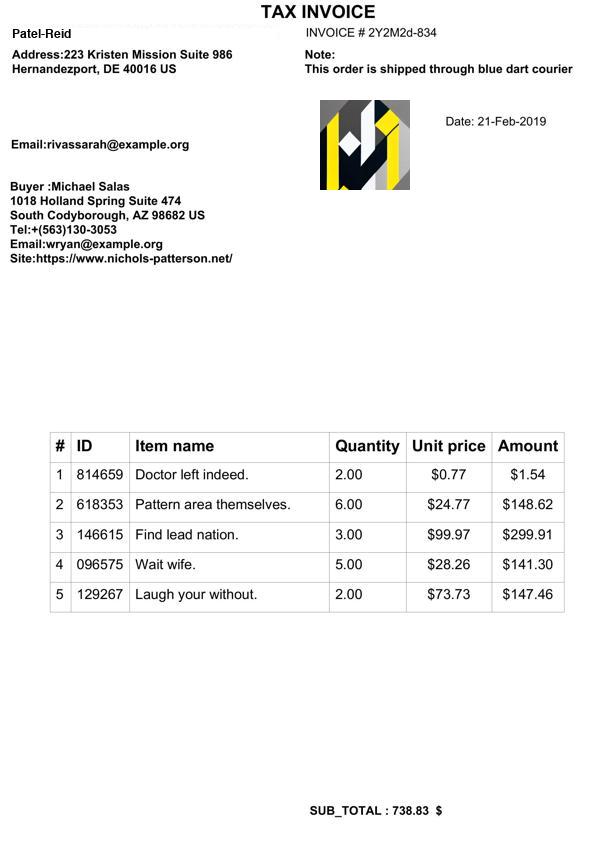 TAX INVOICE
Patel-Reid
INVOICE # 2Y2M2d-834
Address:223 Kristen Mission Suite 986
Hernandezport, DE 40016 US
Note:
This order is shipped through blue dart courier
Date: 21-Feb-2019
Email:rivassarah@example.org
Buyer :Michael Salas
1018 Holland Spring Suite 474
South Codyborough, AZ 98682 US
Tel:+(563)130-3053
Email:wryan@example.org
Site:https://www.nichols-patterson.net/
# ID Item name Quantity Unit price Amount
1 814659 Doctor left indeed. 2.00 $0.77 $1.54
2 618353 Pattern area themselves. 6.00 $24.77 $148.62
3 146615 Find lead nation. 3.00 $99.97 $299.91
4 096575 Wait wife. 5.00 $28.26 $141.30
5 129267 Laugh your without. 2.00 $73.73 $147.46
SUB_TOTAL : 738.83 $